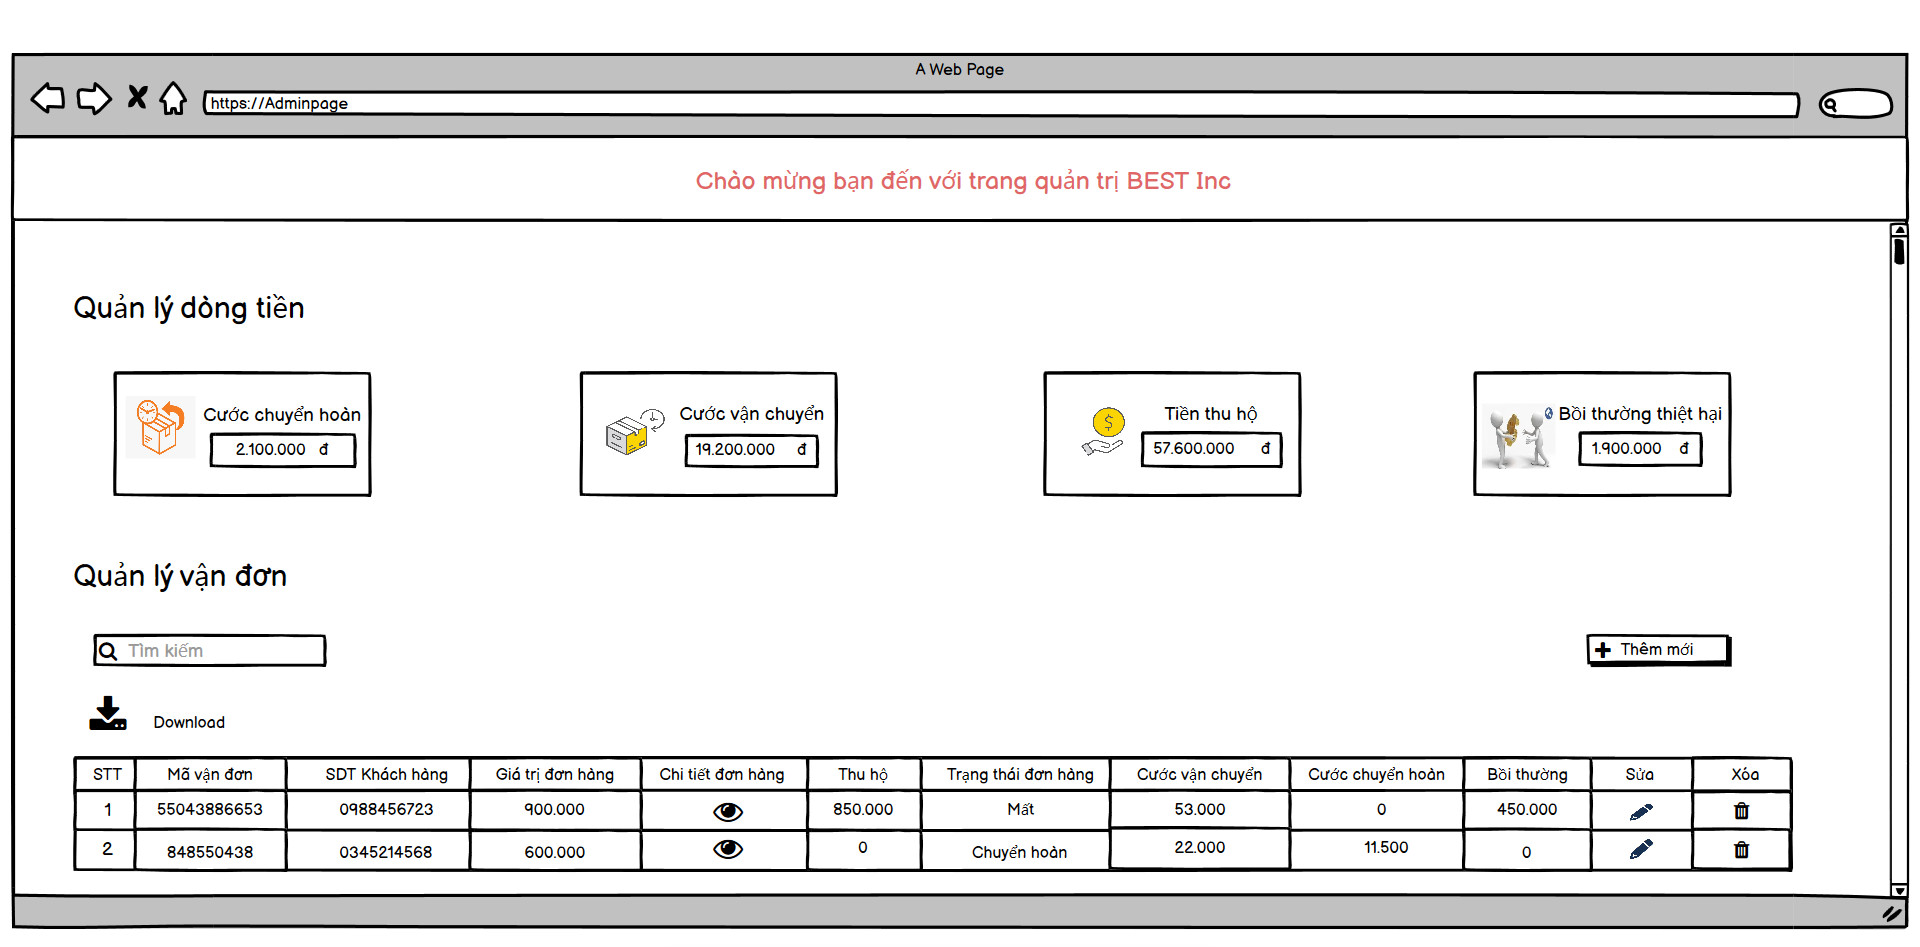 A Web Page
https://Adminpage
Chào mừng bạn đến với trang quản trị BEST Inc
Quản lý dòng tiền
Cước chuyển hoàn
2.100.000 đ
Cước vận chuyển
19.200.000 đ
Tiền thu hộ
57.600.000 đ
Bồi thường thiệt hại
1.900.000 đ
Quản lý vận đơn
Tìm kiếm
Thêm mới
Download
STT Mã vận đơn SDT Khách hàng Giá trị đơn hàng Chi tiết đơn hàng Thu hộ Trạng thái đơn hàng Cước vận chuyển Cước chuyển hoàn Bồi thường Sửa Xóa
1 55043886653 0988456723 900.000 850.000 Mất 53.000 0 450.000
2 848550438 0345214568 600.000 0 Chuyển hoàn 22.000 11.500 0